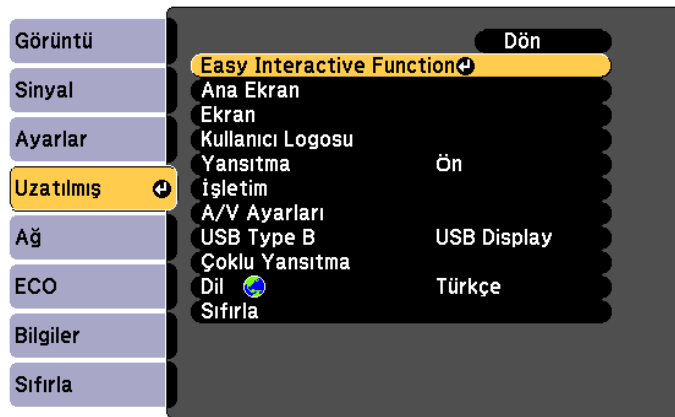 Görüntü
Sinyal
Ayarlar
Uzatılmış
Ağ
ECO
Bilgiler
Sıfırla
Dön
Easy Interactive Function
Ana Ekran
Ekran
Kullanıcı Logosu
Yansıtma Ön
İşletim
A/V Ayarları
USB Type B USB Display
Çoklu Yansıtma
Dil Türkçe
Sıfırla